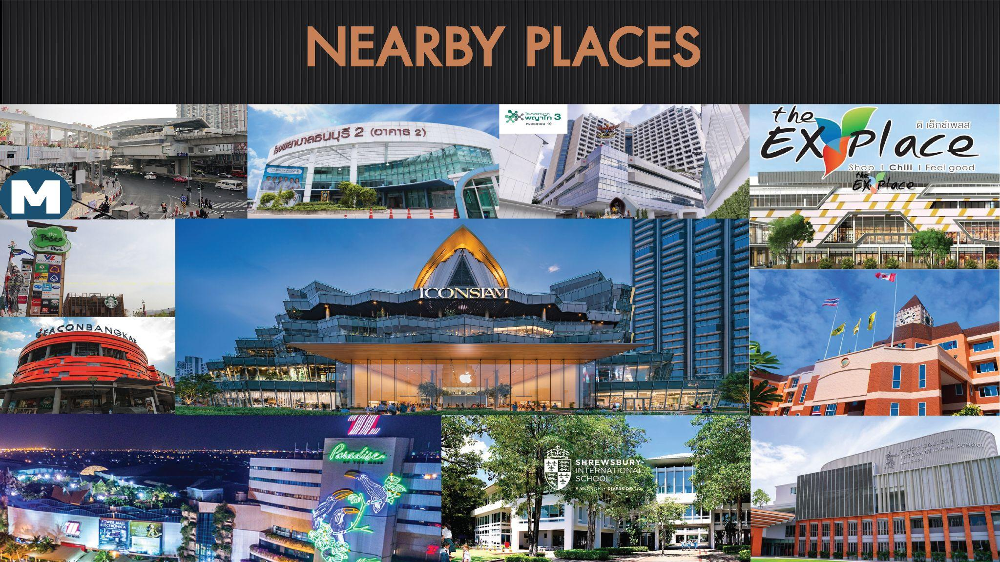 NEARBY PLACES
M
โรงพยาบาลธนบุรี 2 (อาคาร 2)
โรงพยาบาล
พญาไท 3
เพชรเกษม 19
the
EX Place
ดิ เอ็กซ์เพลส
Shop | Chill | Feel good
the
EX Place
the
Paseo
Park
VILLA MARKET
SEACONBANGKAE
ICONSIAM
Paradise
AT THE MALL
POWER MALL
ELECTRONICA
SHREWSBURY
INTERNATIONAL
SCHOOL
BANGKOK • RIVERSIDE
KING'S COLLEGE
INTERNATIONAL SCHOOL
BANGKOK